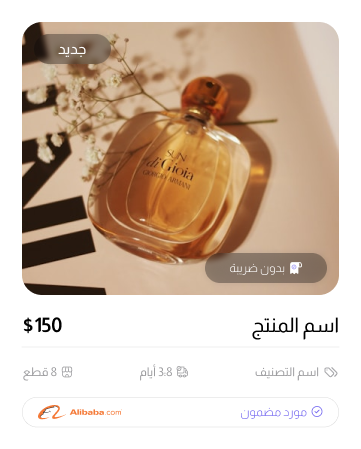 جديد
SUN
di Gioia
GIORGIO ARMANI
بدون ضريبة
اسم المنتج
$150
اسم التصنيف
3-8 أيام
8 قطع
مورد مضمون
Alibaba.com